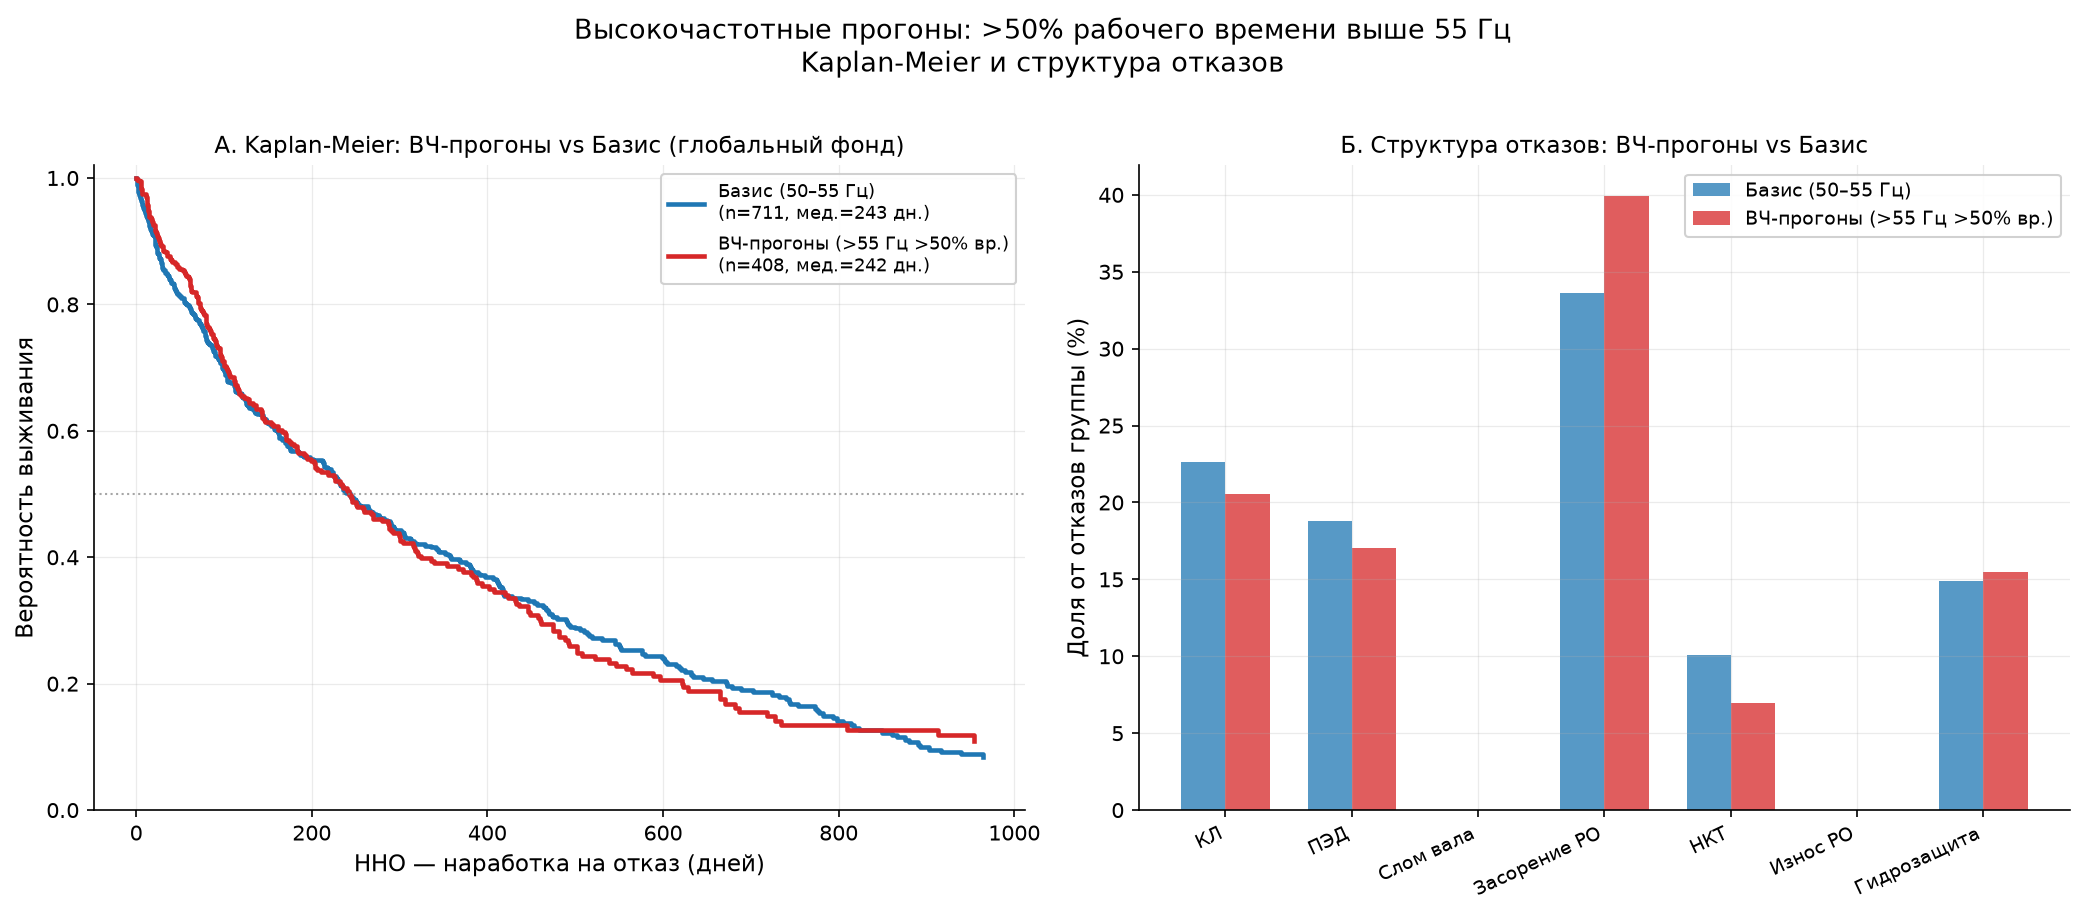 Высокочастотные прогоны: >50% рабочего времени выше 55 Гц
Kaplan-Meier и структура отказов
А. Kaplan-Meier: ВЧ-прогоны vs Базис (глобальный фонд)
Базис (50–55 Гц)
(n=711, мед.=243 дн.)
ВЧ-прогоны (>55 Гц >50% вр.)
(n=408, мед.=242 дн.)
Вероятность выживания
1.0
0.8
0.6
0.4
0.2
0.0
0
200
400
600
800
1000
ННО — наработка на отказ (дней)
Б. Структура отказов: ВЧ-прогоны vs Базис
Базис (50–55 Гц)
ВЧ-прогоны (>55 Гц >50% вр.)
Доля от отказов группы (%)
40
35
30
25
20
15
10
5
0
КЛ
ПЭД
Слом вала
Засорение РО
НКТ
Износ РО
Гидрозащита